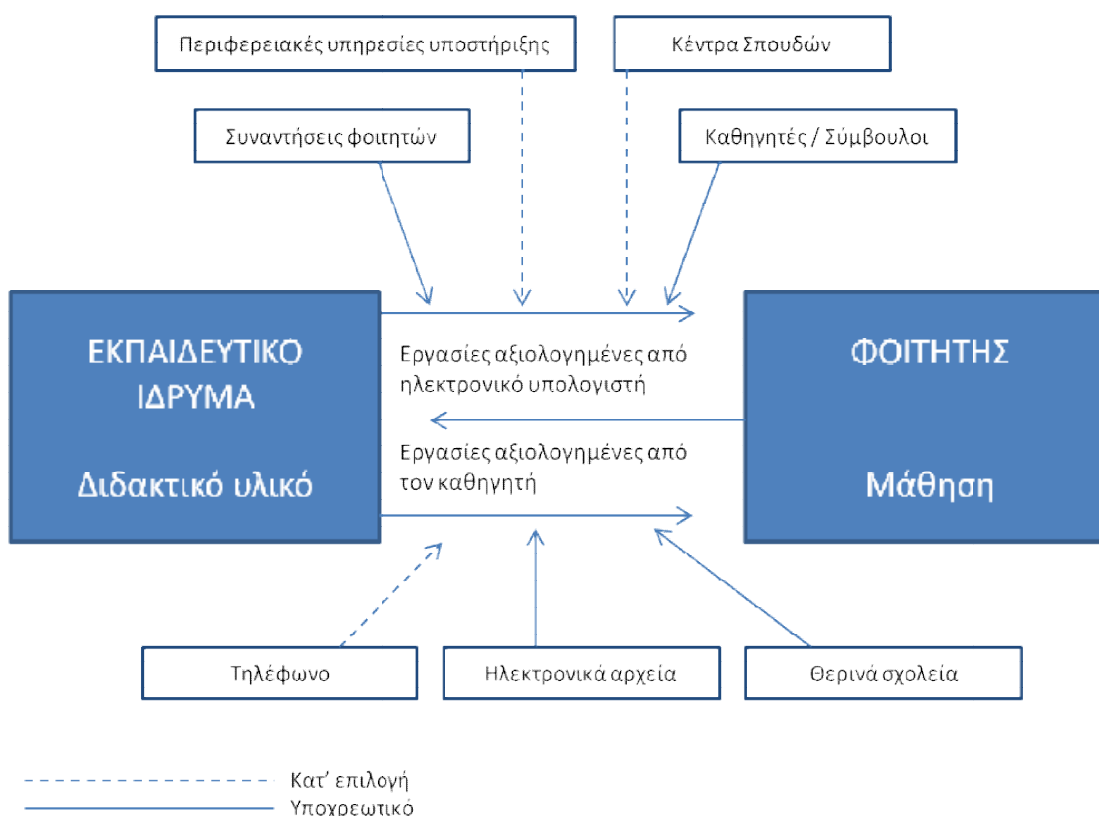 Περιφερειακές υπηρεσίες υποστήριξης
Κέντρα Σπουδών
Συναντήσεις φοιτητών
Καθηγητές / Σύμβουλοι
ΕΚΠΑΙΔΕΥΤΙΚΟ
ΙΔΡΥΜΑ
Διδακτικό υλικό
Εργασίες αξιολογημένες από
ηλεκτρονικό υπολογιστή
Εργασίες αξιολογημένες από
τον καθηγητή
ΦΟΙΤΗΤΗΣ
Μάθηση
Τηλέφωνο
Ηλεκτρονικά αρχεία
Θερινά σχολεία
Κατ’ επιλογή
Υποχρεωτικό